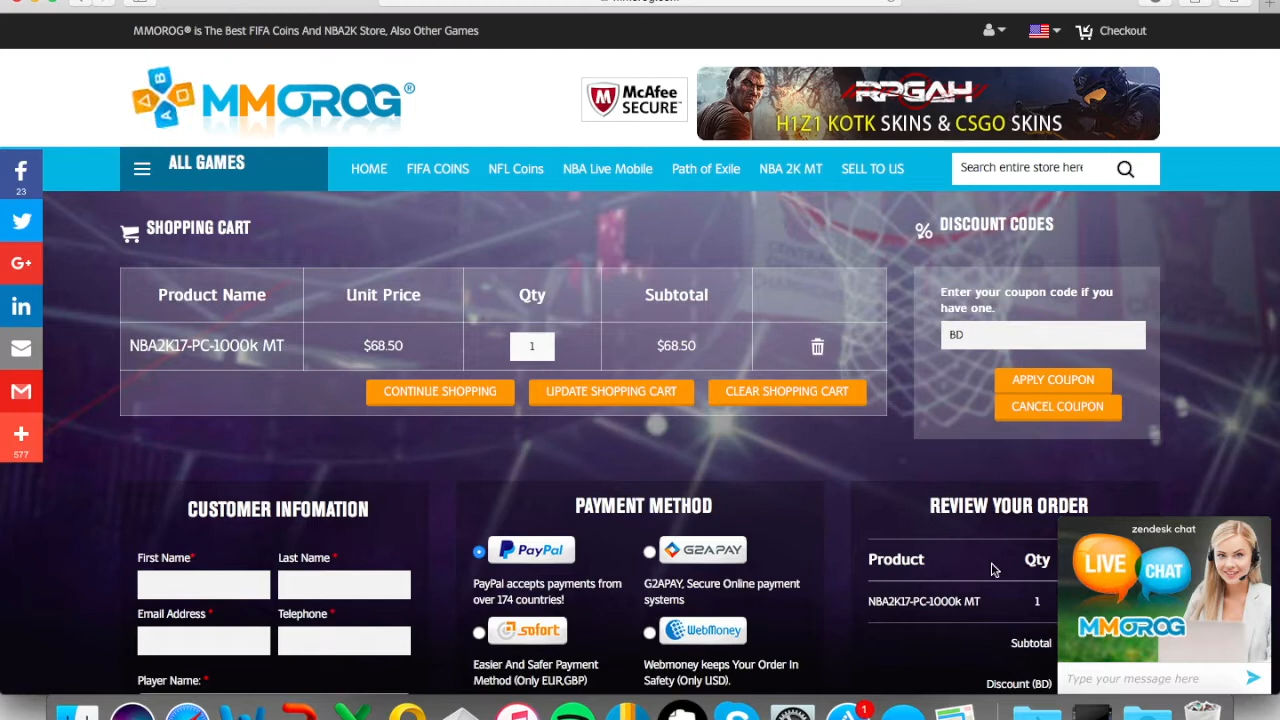 MMOROG® is The Best FIFA Coins And NBA2K Store, Also Other Games
Checkout
MMOROG®
McAfee
SECURE™
RPGAH
H1Z1 KOTK SKINS & CSGO SKINS
ALL GAMES
HOME FIFA COINS NFL Coins NBA Live Mobile Path of Exile NBA 2K MT SELL TO US
Search entire store here
23
577
SHOPPING CART
Product Name Unit Price Qty Subtotal
NBA2K17-PC-1000k MT $68.50 1 $68.50
CONTINUE SHOPPING UPDATE SHOPPING CART CLEAR SHOPPING CART
DISCOUNT CODES
Enter your coupon code if you
have one.
BD
APPLY COUPON
CANCEL COUPON
CUSTOMER INFOMATION
First Name* Last Name *
Email Address * Telephone *
Player Name: *
PAYMENT METHOD
PayPal
PayPal accepts payments from
over 174 countries!
G2A PAY
G2APAY, Secure Online payment
systems
sofort
Easier And Safer Payment
Method (Only EUR,GBP)
WebMoney
Webmoney keeps Your Order In
Safety (Only USD).
REVIEW YOUR ORDER
Product Qty
NBA2K17-PC-1000k MT 1
Subtotal
Discount (BD)
zendesk chat
LIVE
CHAT
MMOROG
Type your message here
1